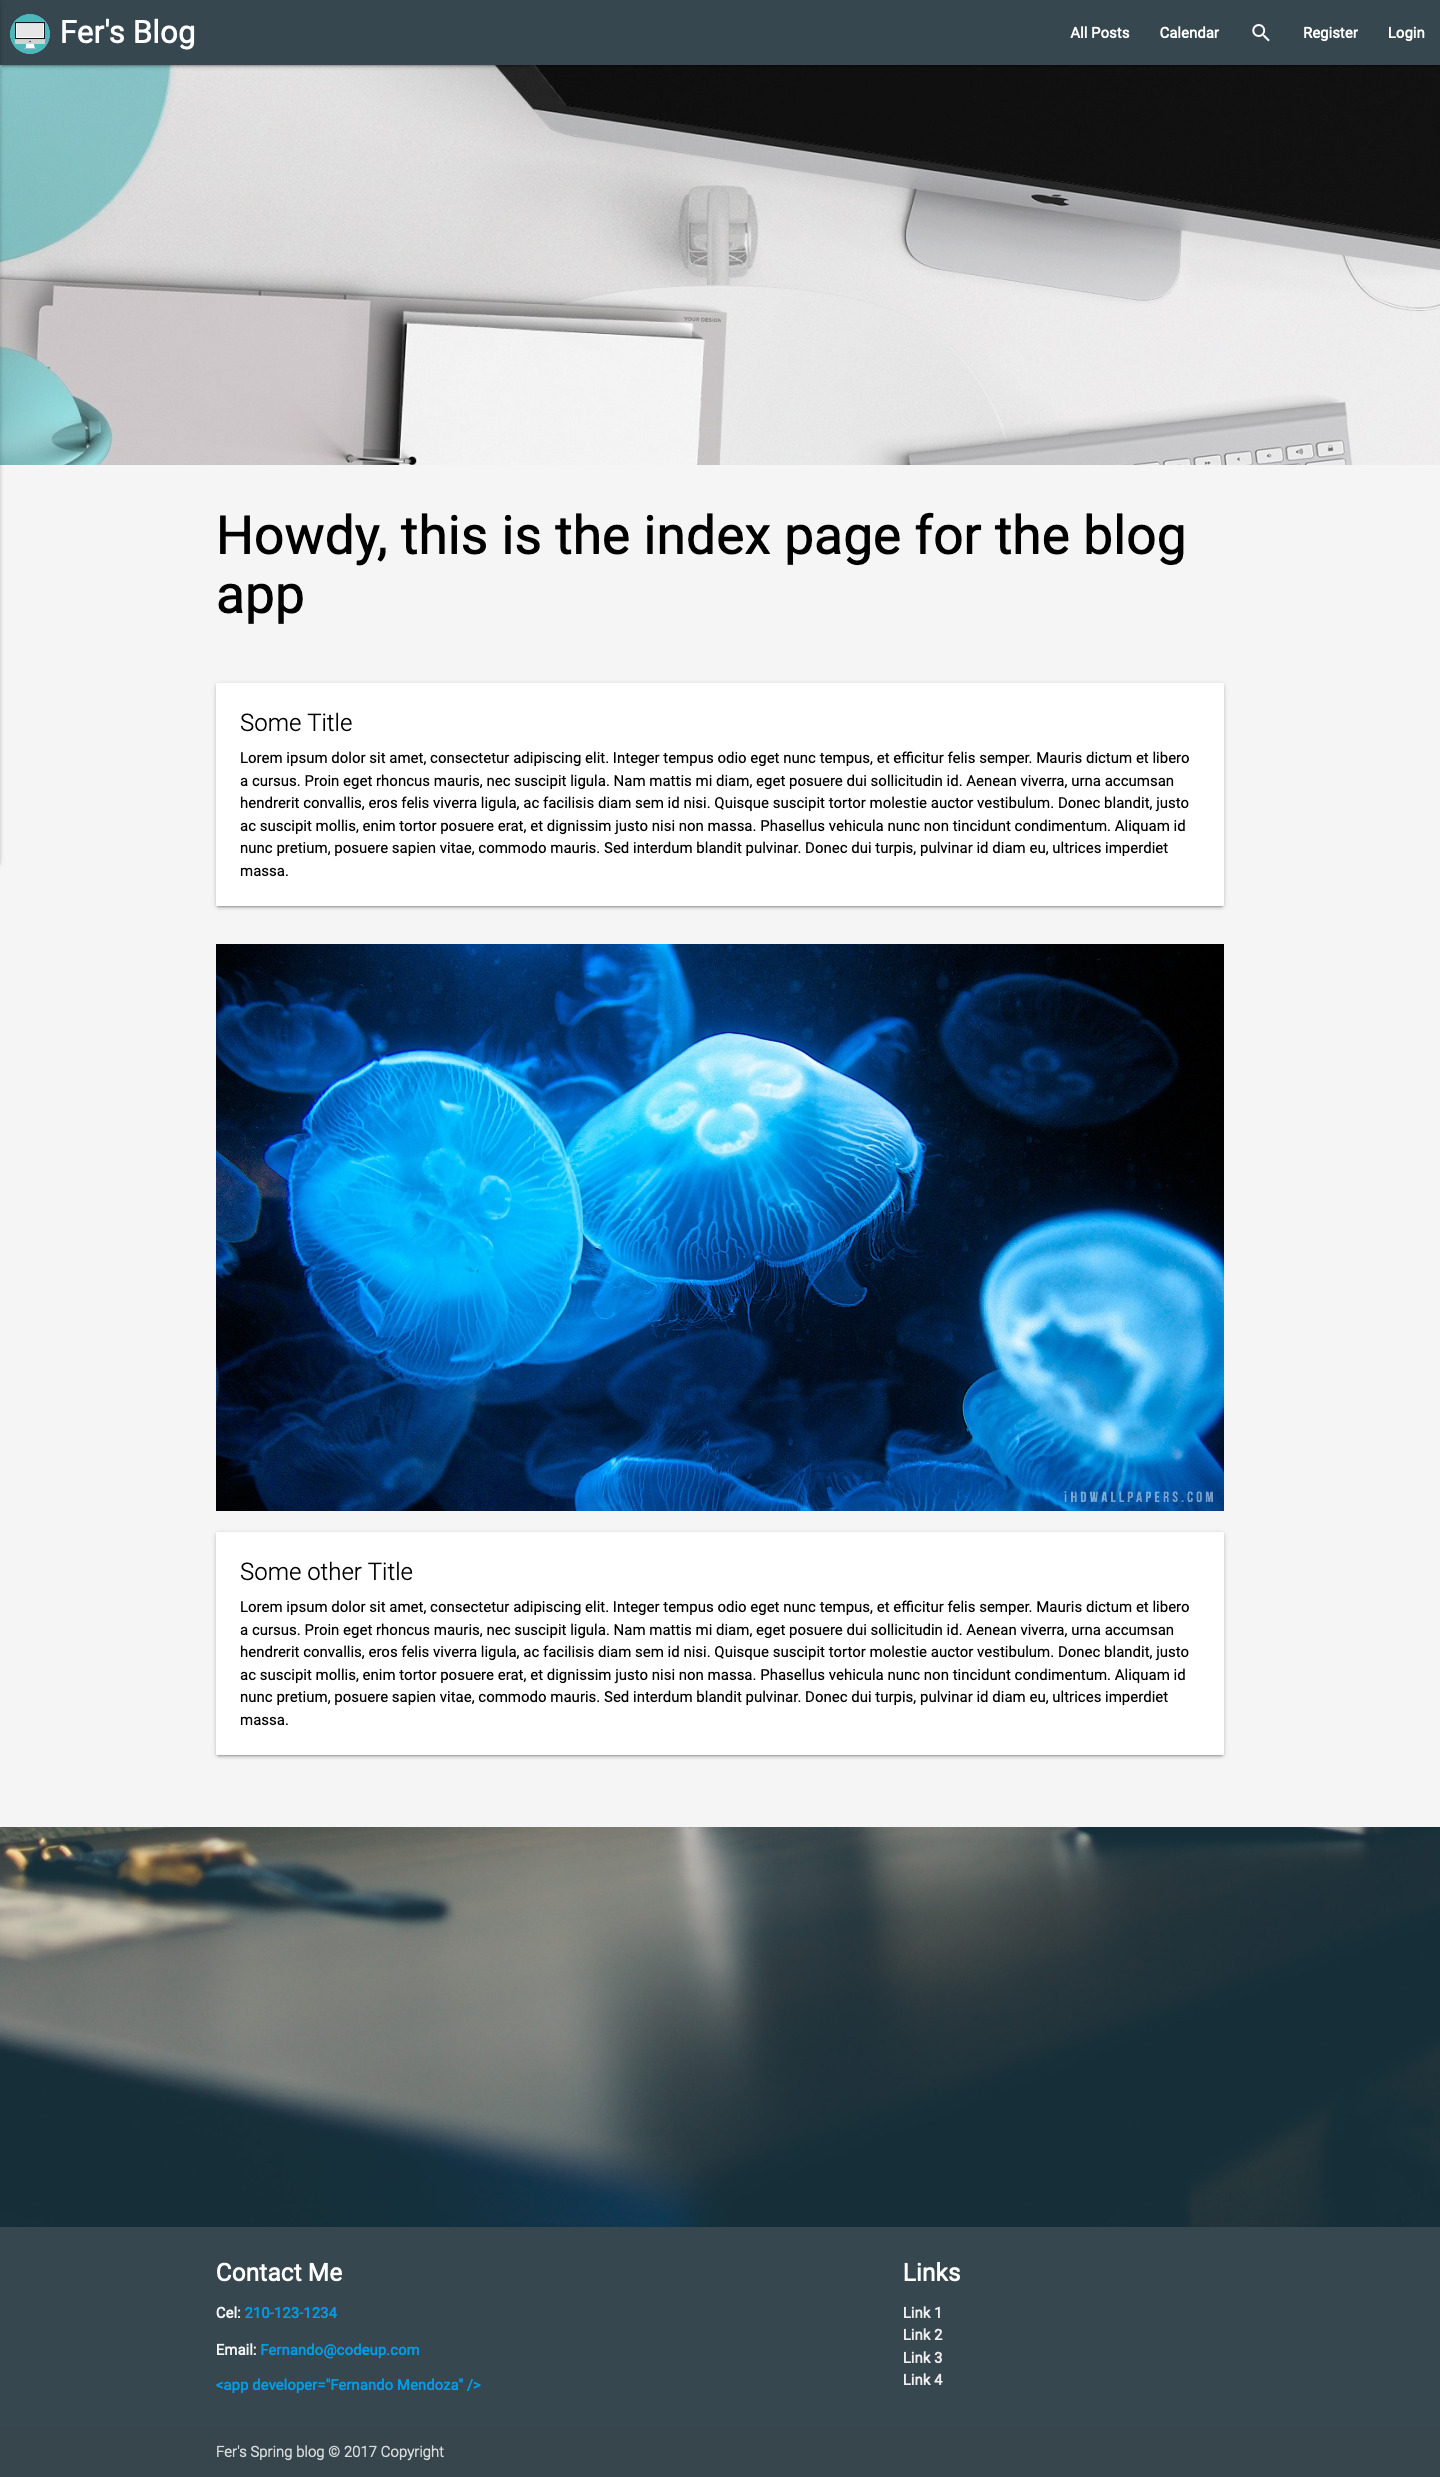 Fer's Blog
All Posts
Calendar
Register
Login
YOUR DESIGN
Howdy, this is the index page for the blog
app
Some Title
Lorem ipsum dolor sit amet, consectetur adipiscing elit. Integer tempus odio eget nunc tempus, et efficitur felis semper. Mauris dictum et libero
a cursus. Proin eget rhoncus mauris, nec suscipit ligula. Nam mattis mi diam, eget posuere dui sollicitudin id. Aenean viverra, urna accumsan
hendrerit convallis, eros felis viverra ligula, ac facilisis diam sem id nisi. Quisque suscipit tortor molestie auctor vestibulum. Donec blandit, justo
ac suscipit mollis, enim tortor posuere erat, et dignissim justo nisi non massa. Phasellus vehicula nunc non tincidunt condimentum. Aliquam id
nunc pretium, posuere sapien vitae, commodo mauris. Sed interdum blandit pulvinar. Donec dui turpis, pulvinar id diam eu, ultrices imperdiet
massa.
iHDWALLPAPERS.COM
Some other Title
Lorem ipsum dolor sit amet, consectetur adipiscing elit. Integer tempus odio eget nunc tempus, et efficitur felis semper. Mauris dictum et libero
a cursus. Proin eget rhoncus mauris, nec suscipit ligula. Nam mattis mi diam, eget posuere dui sollicitudin id. Aenean viverra, urna accumsan
hendrerit convallis, eros felis viverra ligula, ac facilisis diam sem id nisi. Quisque suscipit tortor molestie auctor vestibulum. Donec blandit, justo
ac suscipit mollis, enim tortor posuere erat, et dignissim justo nisi non massa. Phasellus vehicula nunc non tincidunt condimentum. Aliquam id
nunc pretium, posuere sapien vitae, commodo mauris. Sed interdum blandit pulvinar. Donec dui turpis, pulvinar id diam eu, ultrices imperdiet
massa.
Contact Me
Cel: 210-123-1234
Email: Fernando@codeup.com
<app developer="Fernando Mendoza" />
Links
Link 1
Link 2
Link 3
Link 4
Fer's Spring blog © 2017 Copyright